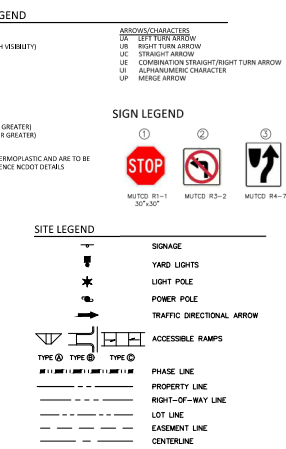 EGEND
ARROWS/CHARACTERS
UA LEFT TURN ARROW
H VISIBILITY)
UB RIGHT TURN ARROW
UC STRAIGHT ARROW
UE COMBINATION STRAIGHT/RIGHT TURN ARROW
UI ALPHANUMERIC CHARACTER
UP MERGE ARROW
SIGN LEGEND
GREATER)
R GREATER)
ERMOPLASTIC AND ARE TO BE
ENCE NCDOT DETAILS
1 2 3
STOP
MUTCD R1-1 MUTCD R3-2 MUTCD R4-7
30"x30"
SITE LEGEND
SIGNAGE
YARD LIGHTS
LIGHT POLE
POWER POLE
TRAFFIC DIRECTIONAL ARROW
ACCESSIBLE RAMPS
TYPE A TYPE B TYPE C
PHASE LINE
PROPERTY LINE
RIGHT-OF-WAY LINE
LOT LINE
EASEMENT LINE
CENTERLINE